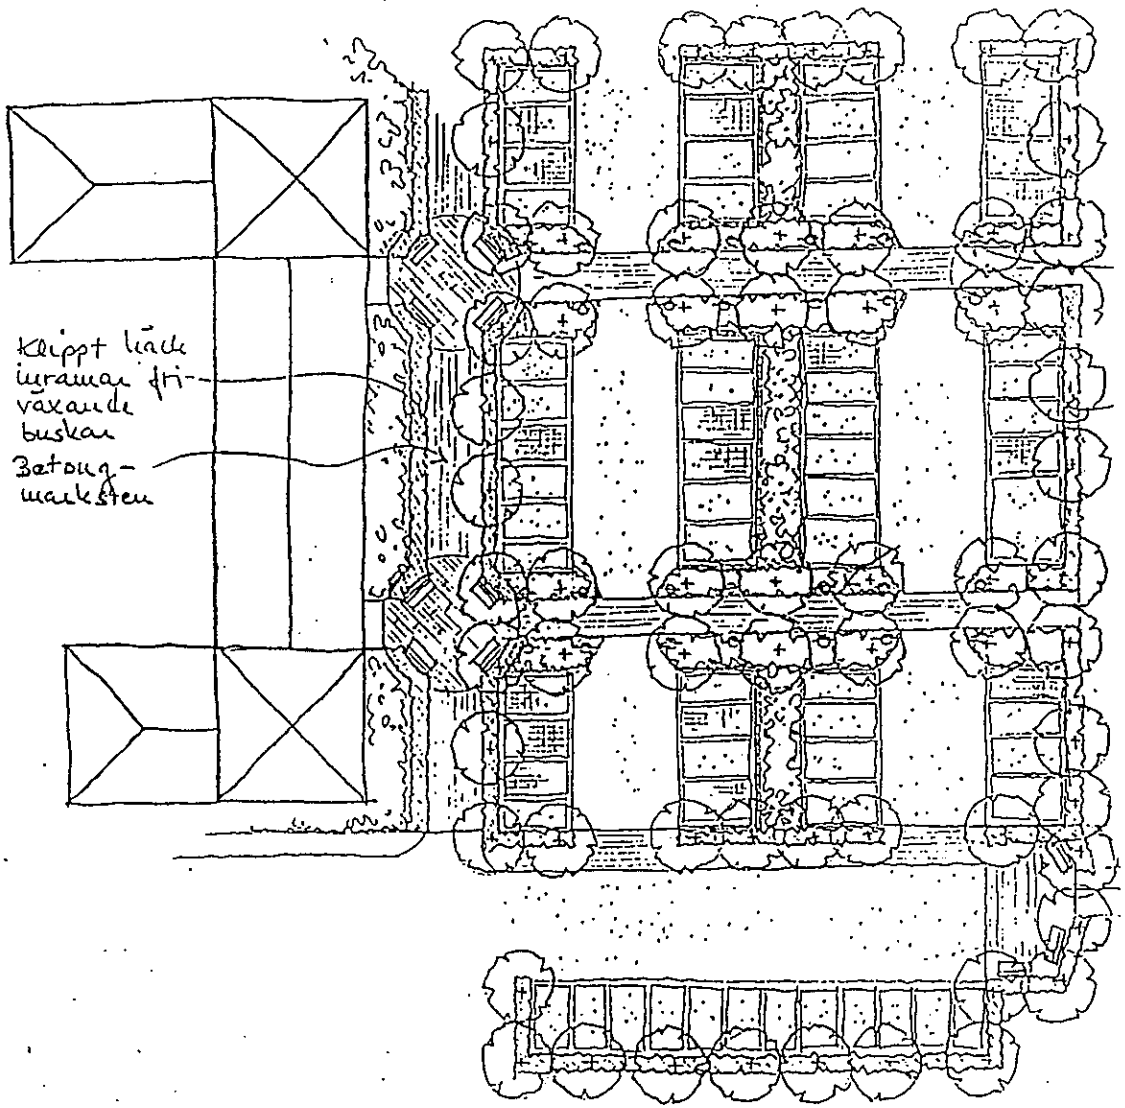 Klippt häck
inramar fri-
växande
buskar
Betong-
marksten